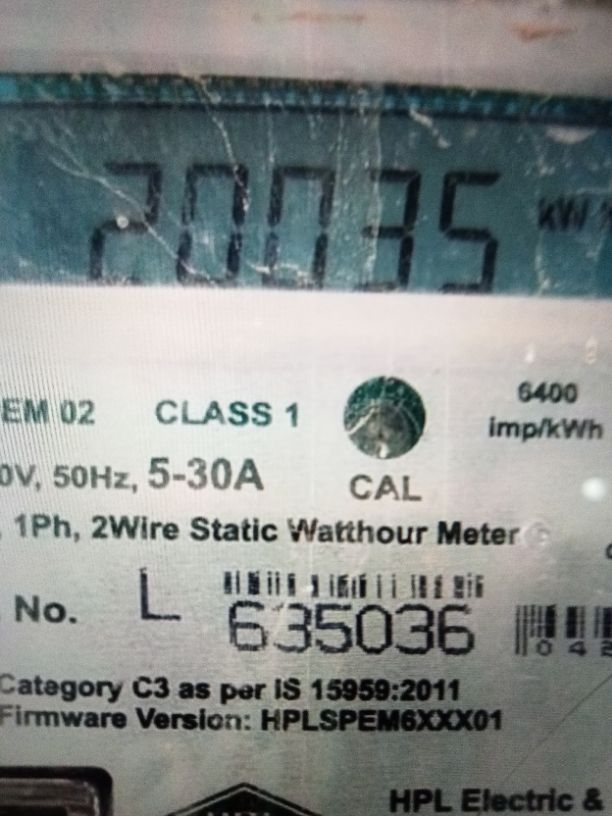 20035 kW
EM 02 CLASS 1
6400
imp/kWh
0V, 50Hz, 5-30A
CAL
1Ph, 2Wire Static Watthour Meter
No. L 635036
042
Category C3 as per IS 15959:2011
Firmware Version: HPLSPEM6XXX01
HPL Electric &